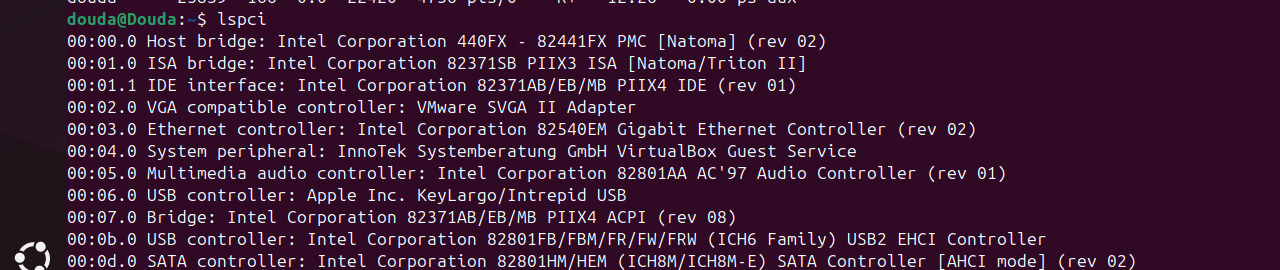 douda@Douda:~$ lspci
00:00.0 Host bridge: Intel Corporation 440FX - 82441FX PMC [Natoma] (rev 02)
00:01.0 ISA bridge: Intel Corporation 82371SB PIIX3 ISA [Natoma/Triton II]
00:01.1 IDE interface: Intel Corporation 82371AB/EB/MB PIIX4 IDE (rev 01)
00:02.0 VGA compatible controller: VMware SVGA II Adapter
00:03.0 Ethernet controller: Intel Corporation 82540EM Gigabit Ethernet Controller (rev 02)
00:04.0 System peripheral: InnoTek Systemberatung GmbH VirtualBox Guest Service
00:05.0 Multimedia audio controller: Intel Corporation 82801AA AC'97 Audio Controller (rev 01)
00:06.0 USB controller: Apple Inc. KeyLargo/Intrepid USB
00:07.0 Bridge: Intel Corporation 82371AB/EB/MB PIIX4 ACPI (rev 08)
00:0b.0 USB controller: Intel Corporation 82801FB/FBM/FR/FW/FRW (ICH6 Family) USB2 EHCI Controller
00:0d.0 SATA controller: Intel Corporation 82801HM/HEM (ICH8M/ICH8M-E) SATA Controller [AHCI mode] (rev 02)